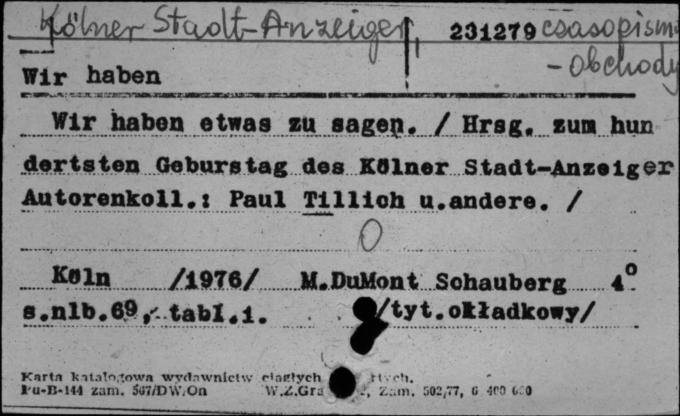 Kölner Stadt-Anzeiger, 231279 czasopisma
- obchody
Wir haben
Wir haben etwas zu sagen. / Hrsg. zum hun
dertsten Geburstag des Kölner Stadt-Anzeiger
Autorenkoll.: Paul Tillich u.andere. /
0
Köln /1976/ M.DuMont Schauberg 4°
s.nlb.69, tabl.1. /tyt.okładkowy/
Karta katalogowa wydawnictw ciągłych
Pu-B-144 zam. 567/DW/On W.Z.Gra zam. 502/77, 6 400 000